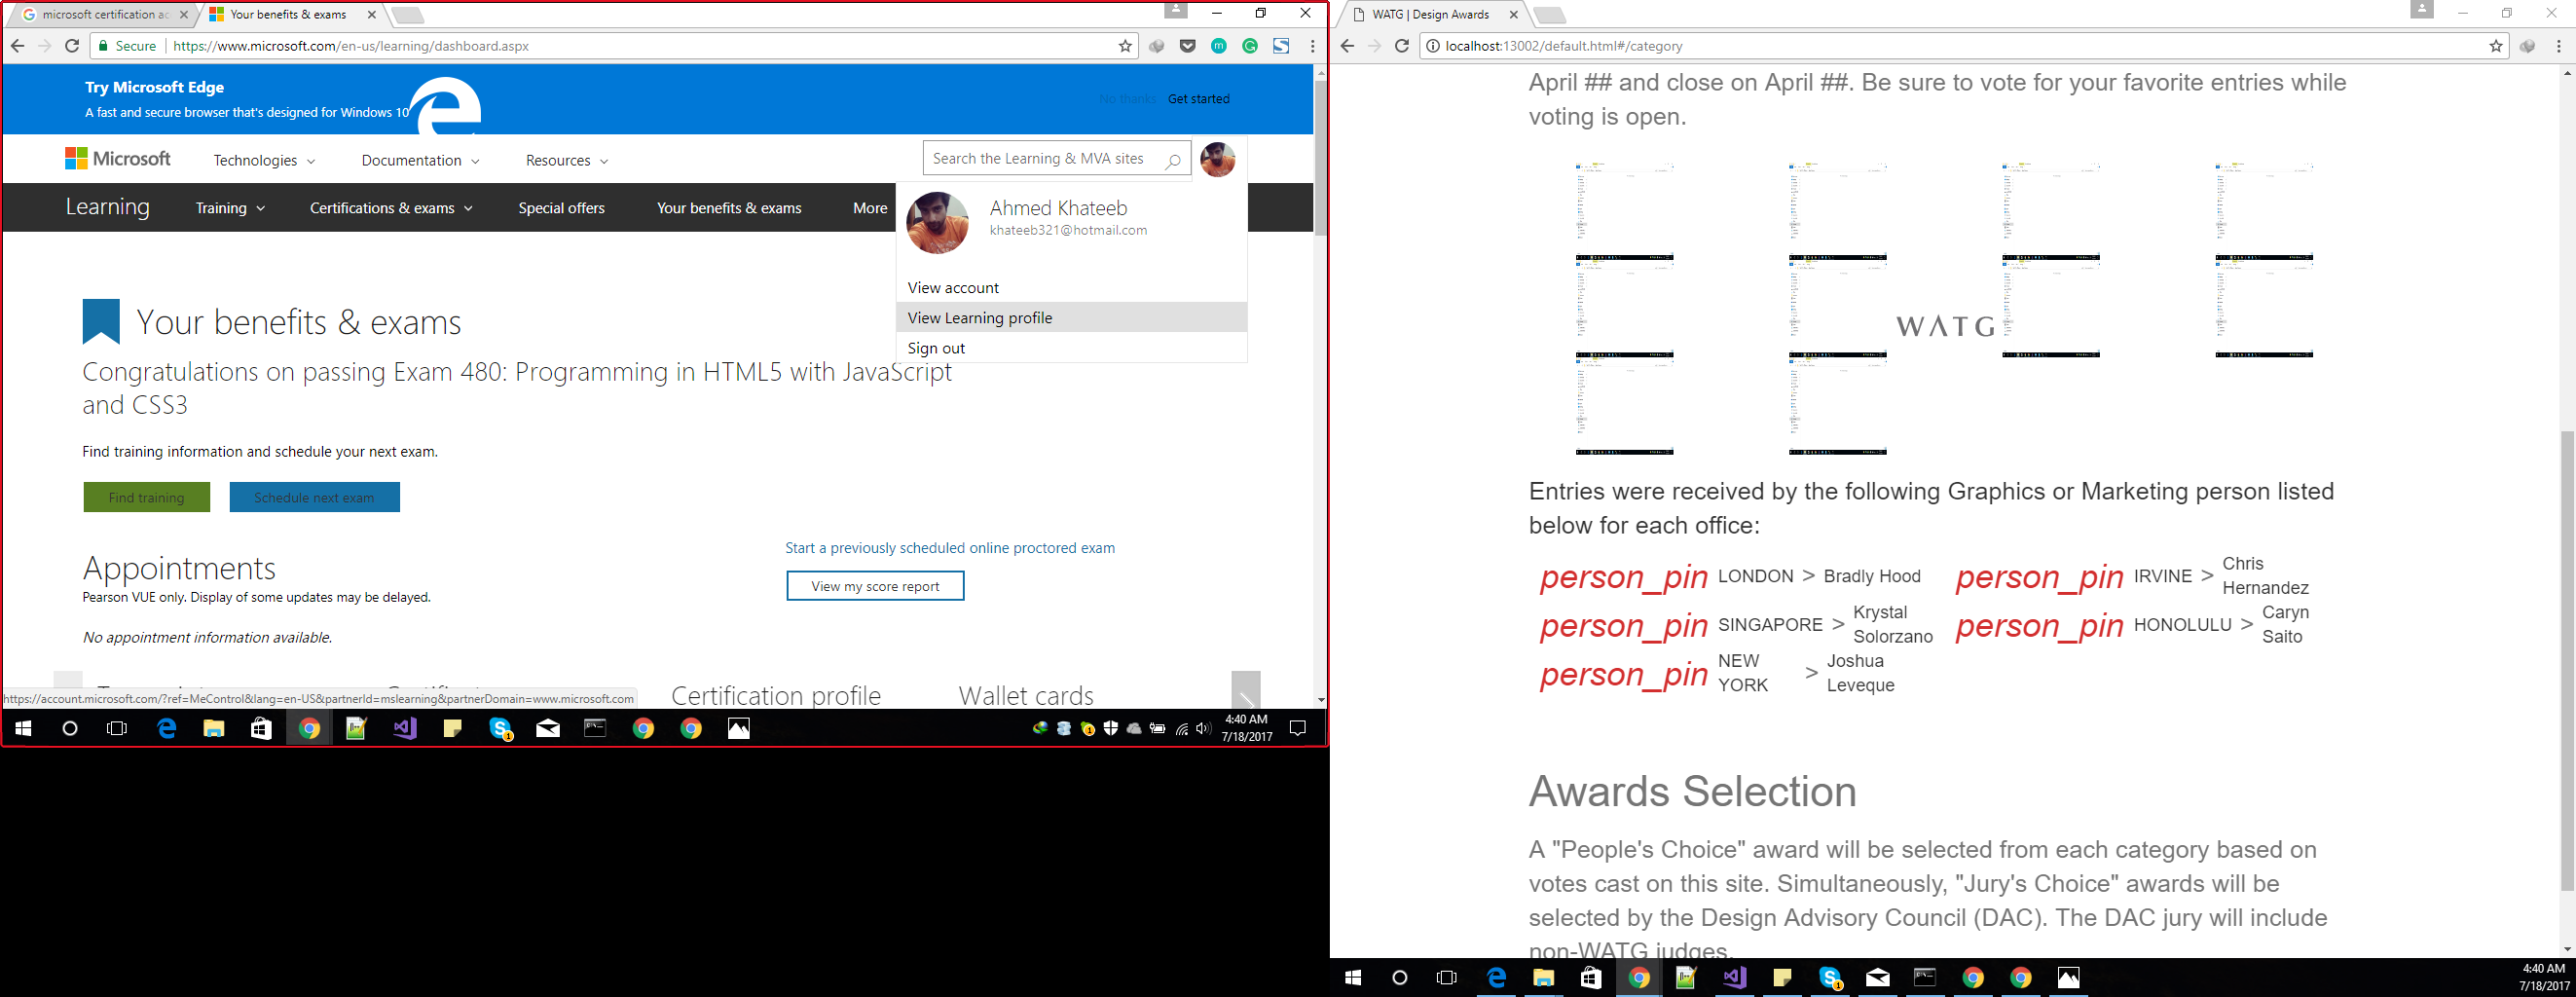 microsoft certification ac
Your benefits & exams
Secure
https://www.microsoft.com/en-us/learning/dashboard.aspx
Try Microsoft Edge
A fast and secure browser that's designed for Windows 10
No thanks
Get started
Microsoft
Technologies
Documentation
Resources
Search the Learning & MVA sites
Learning
Training
Certifications & exams
Special offers
Your benefits & exams
More
Ahmed Khateeb
khateeb321@hotmail.com
View account
View Learning profile
Sign out
Your benefits & exams
Congratulations on passing Exam 480: Programming in HTML5 with JavaScript
and CSS3
Find training information and schedule your next exam.
Find training
Schedule next exam
Appointments
Pearson VUE only. Display of some updates may be delayed.
No appointment information available.
Start a previously scheduled online proctored exam
View my score report
Certification profile
Wallet cards
https://account.microsoft.com/?ref=MeControl&lang=en-US&partnerId=mslearning&partnerDomain=www.microsoft.com
4:40 AM
7/18/2017
WATG | Design Awards
localhost:13002/default.html#/category
April ## and close on April ##. Be sure to vote for your favorite entries while
voting is open.
WATG
Entries were received by the following Graphics or Marketing person listed
below for each office:
person_pin LONDON > Bradly Hood
person_pin IRVINE > Chris
Hernandez
person_pin SINGAPORE > Krystal
Solorzano
person_pin HONOLULU > Caryn
Saito
person_pin NEW
YORK > Joshua
Leveque
Awards Selection
A "People's Choice" award will be selected from each category based on
votes cast on this site. Simultaneously, "Jury's Choice" awards will be
selected by the Design Advisory Council (DAC). The DAC jury will include
non-WATG judges.
4:40 AM
7/18/2017